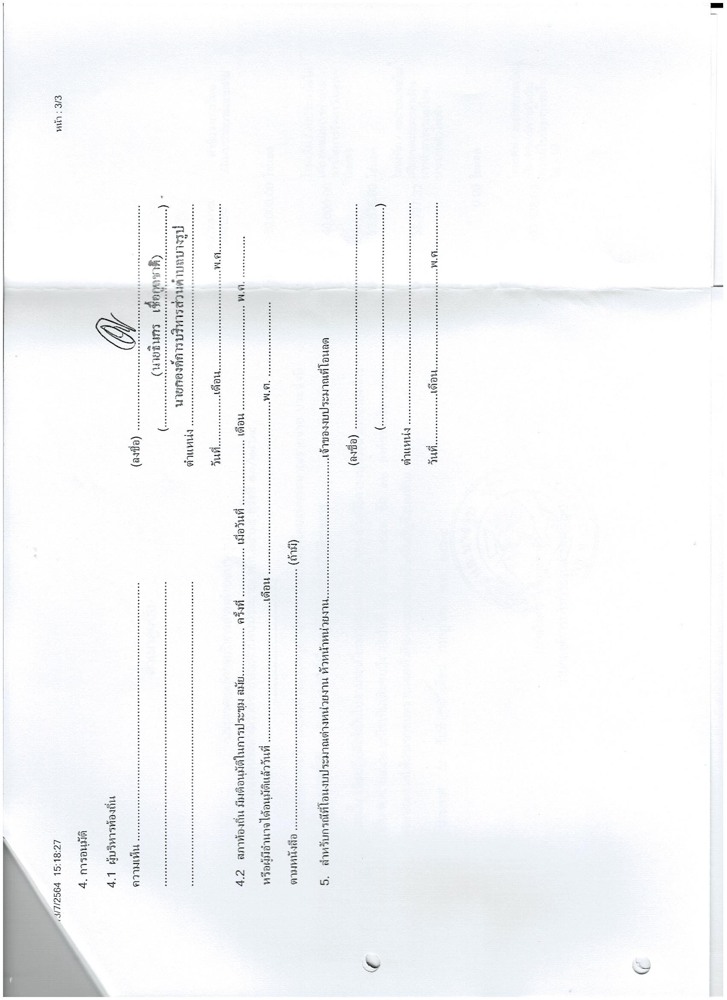 3/7/2564 15:18:27 หน้า : 3/3
4. การอนุมัติ
4.1 ผู้บริหารท้องถิ่น
ความเห็น ........................................ (ลงชื่อ) ........................................
........................................ (........................................)
(นายธินกร เชื้อกูลชาติ)
นายกองค์การบริหารส่วนตำบลบางรูป
........................................ ตำแหน่ง ........................................
วันที่....................เดือน..............................พ.ศ....................
4.2 สภาท้องถิ่น มีมติอนุมัติในการประชุม สมัย.............. ครั้งที่ .............. เมื่อวันที่ .................... เดือน .............................. พ.ศ. ..............
หรือผู้มีอำนาจได้อนุมัติแล้ววันที่ ........................................เดือน ........................................พ.ศ. ....................
ตามหนังสือ ........................................ (ถ้ามี)
5. สำหรับกรณีที่โอนงบประมาณต่างหน่วยงาน หัวหน้าหน่วยงาน........................................เจ้าของงบประมาณที่โอนลด
(ลงชื่อ) ........................................
(........................................)
ตำแหน่ง ........................................
วันที่....................เดือน..............................พ.ศ....................